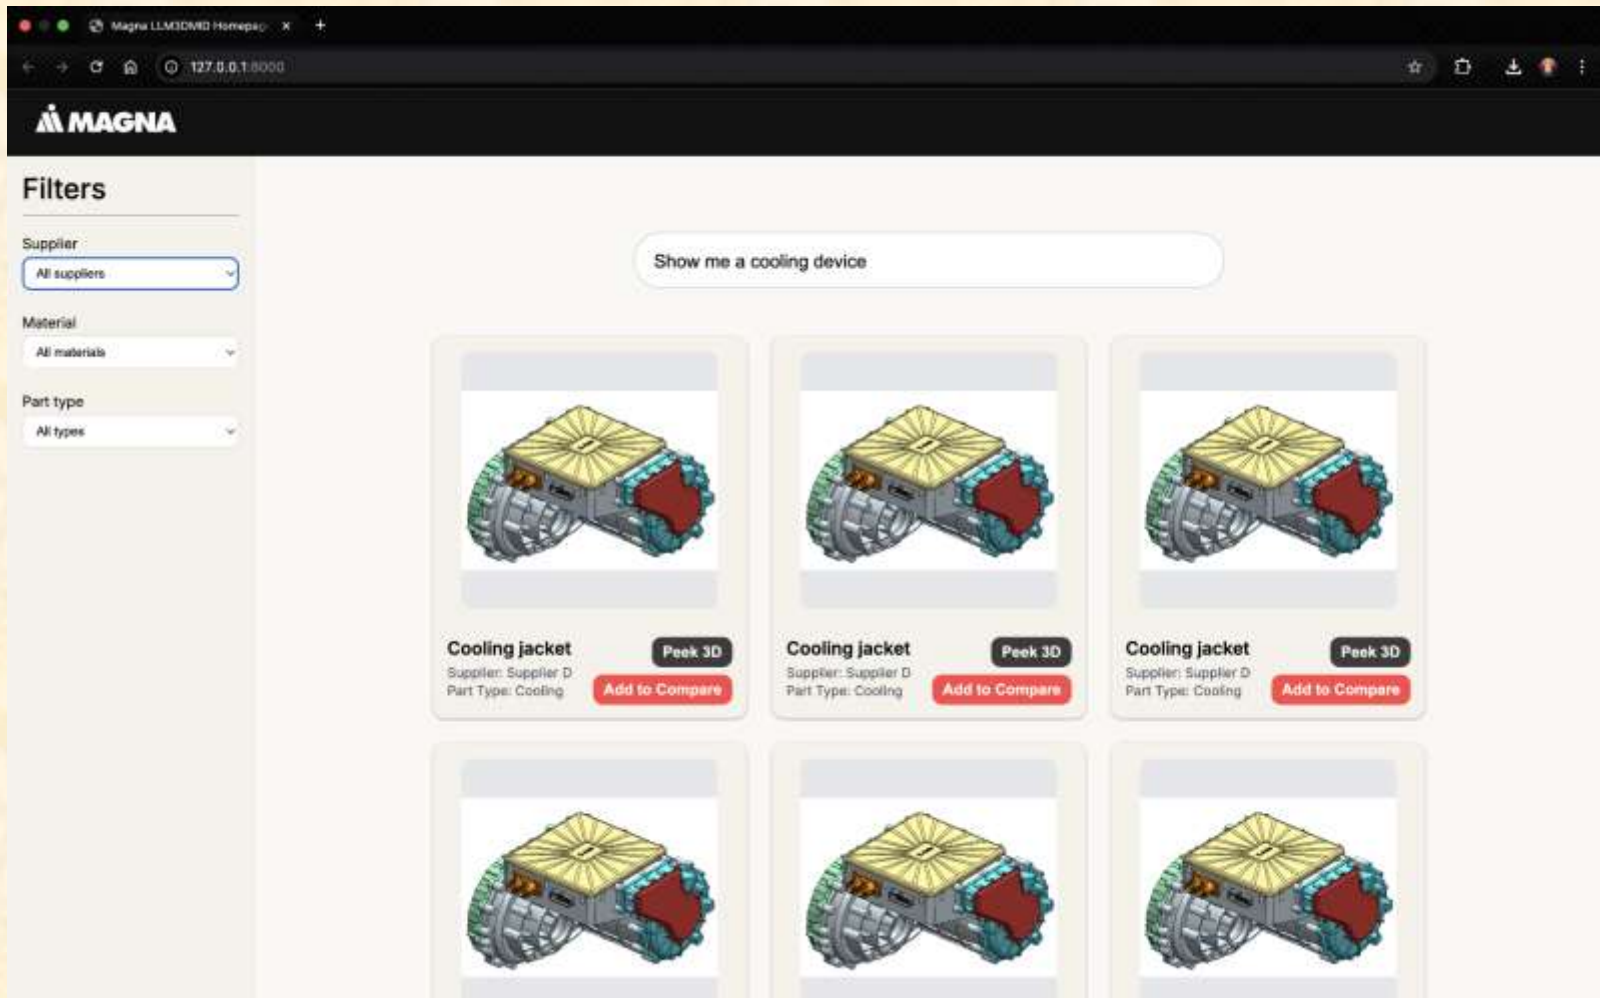 Magna LLM3DMID Homepag
127.0.0.1:8000
MAGNA
Filters
Supplier
All suppliers
Material
All materials
Part type
All types
Show me a cooling device
Cooling jacket
Peek 3D
Supplier: Supplier D
Part Type: Cooling
Add to Compare
Cooling jacket
Peek 3D
Supplier: Supplier D
Part Type: Cooling
Add to Compare
Cooling jacket
Peek 3D
Supplier: Supplier D
Part Type: Cooling
Add to Compare